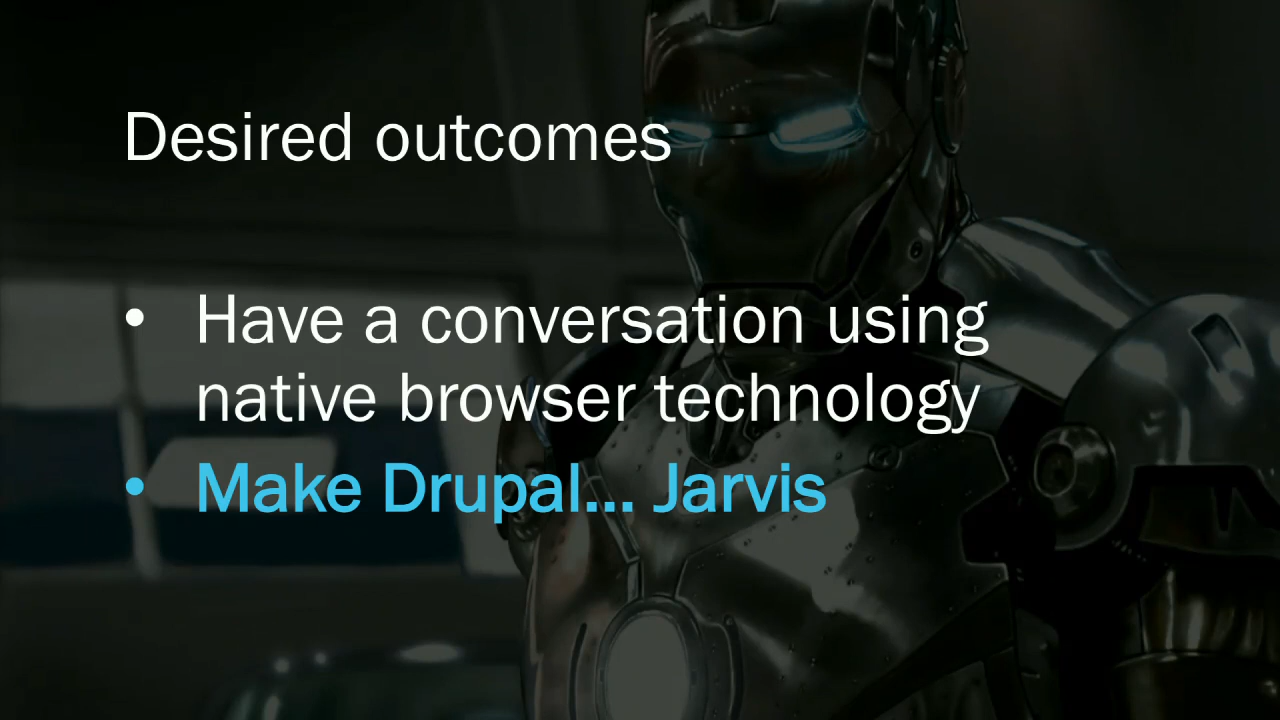 Desired outcomes
• Have a conversation using
native browser technology
• Make Drupal... Jarvis